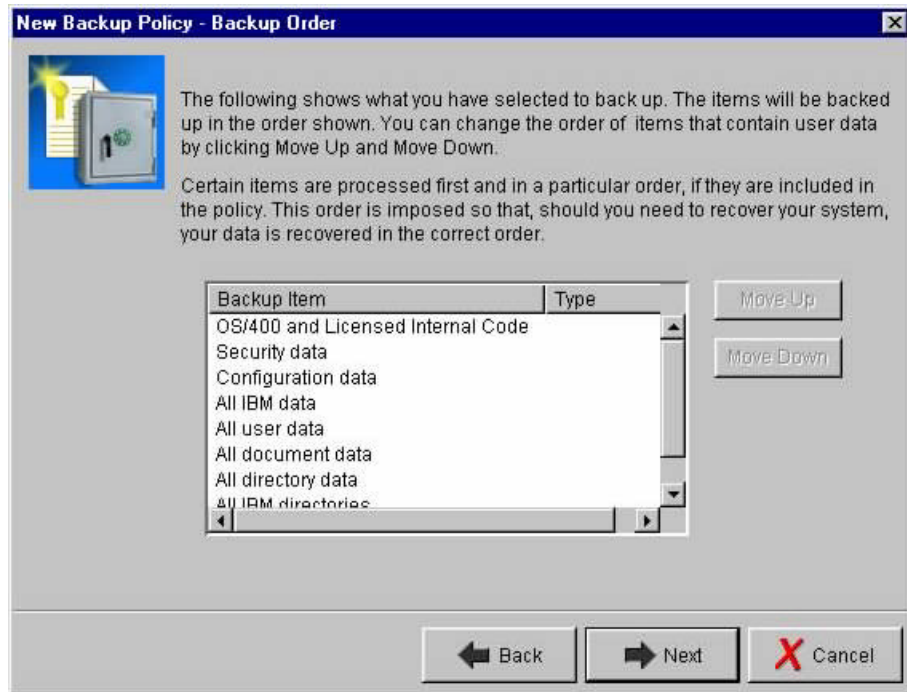 New Backup Policy - Backup Order
The following shows what you have selected to back up. The items will be backed
up in the order shown. You can change the order of items that contain user data
by clicking Move Up and Move Down.
Certain items are processed first and in a particular order, if they are included in
the policy. This order is imposed so that, should you need to recover your system,
your data is recovered in the correct order.
Backup Item Type
OS/400 and Licensed Internal Code
Security data
Configuration data
All IBM data
All user data
All document data
All directory data
All IBM directories
Move Up
Move Down
Back Next Cancel